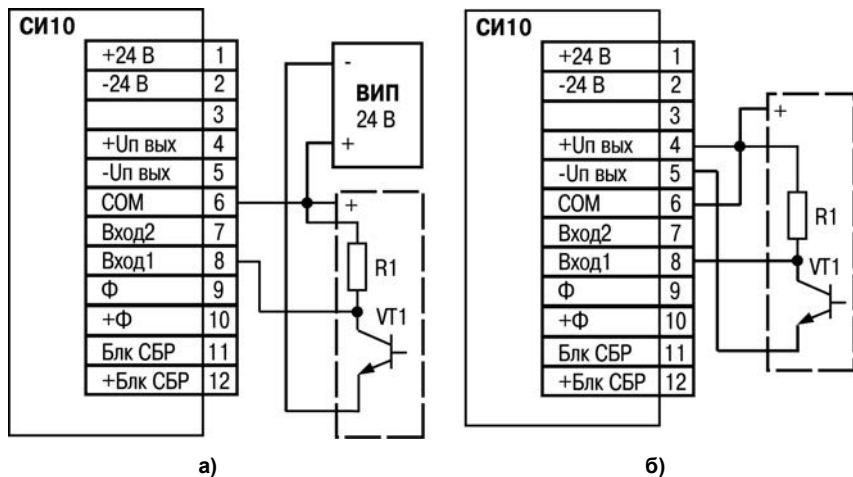 СИ10
+24 В 1
-24 В 2
3
+Uп вых 4
-Uп вых 5
COM 6
Вход2 7
Вход1 8
Ф 9
+Ф 10
Блк СБР 11
+Блк СБР 12
-
ВИП
24 В
+
+
R1
VT1
а)
СИ10
+24 В 1
-24 В 2
3
+Uп вых 4
-Uп вых 5
COM 6
Вход2 7
Вход1 8
Ф 9
+Ф 10
Блк СБР 11
+Блк СБР 12
+
R1
VT1
б)